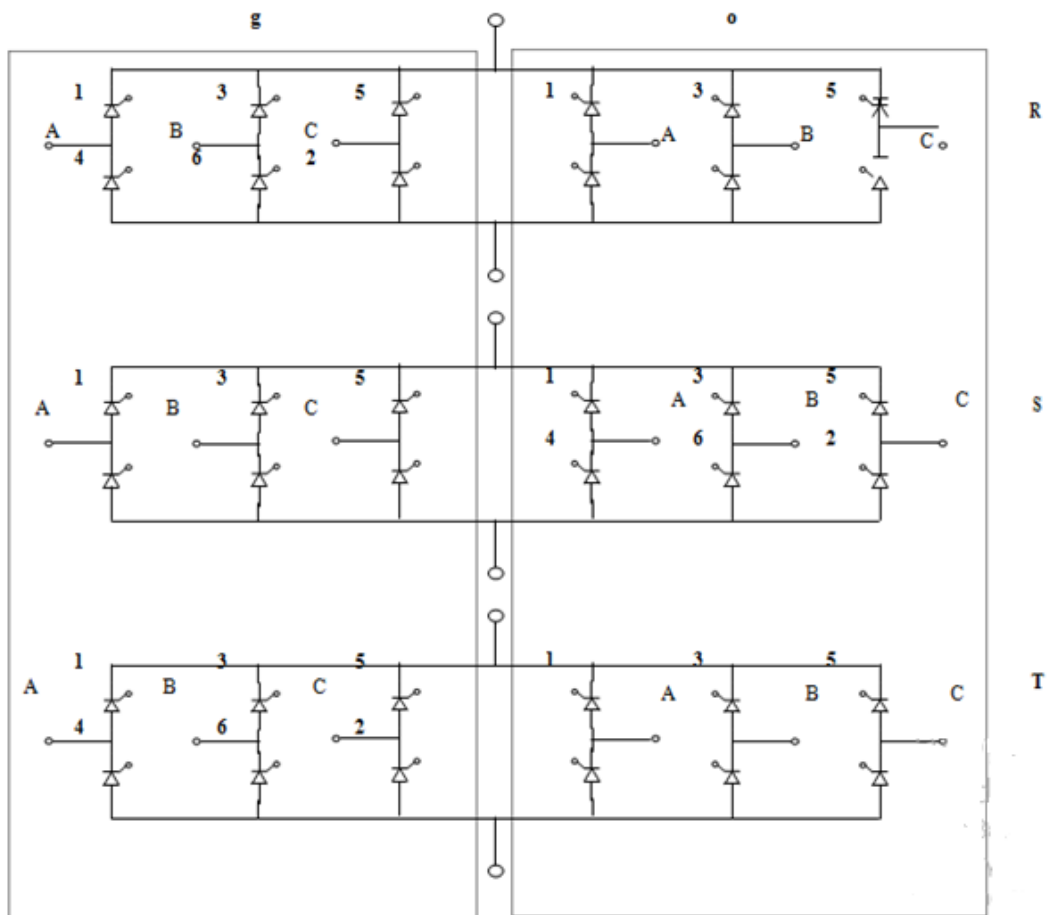 g o
1 3 5 1 3 5 R
A B C A B C
4 6 2
1 3 5 1 3 5
A B C A B C S
4 6 2
1 3 5 1 3 5
A B C A B C T
4 6 2